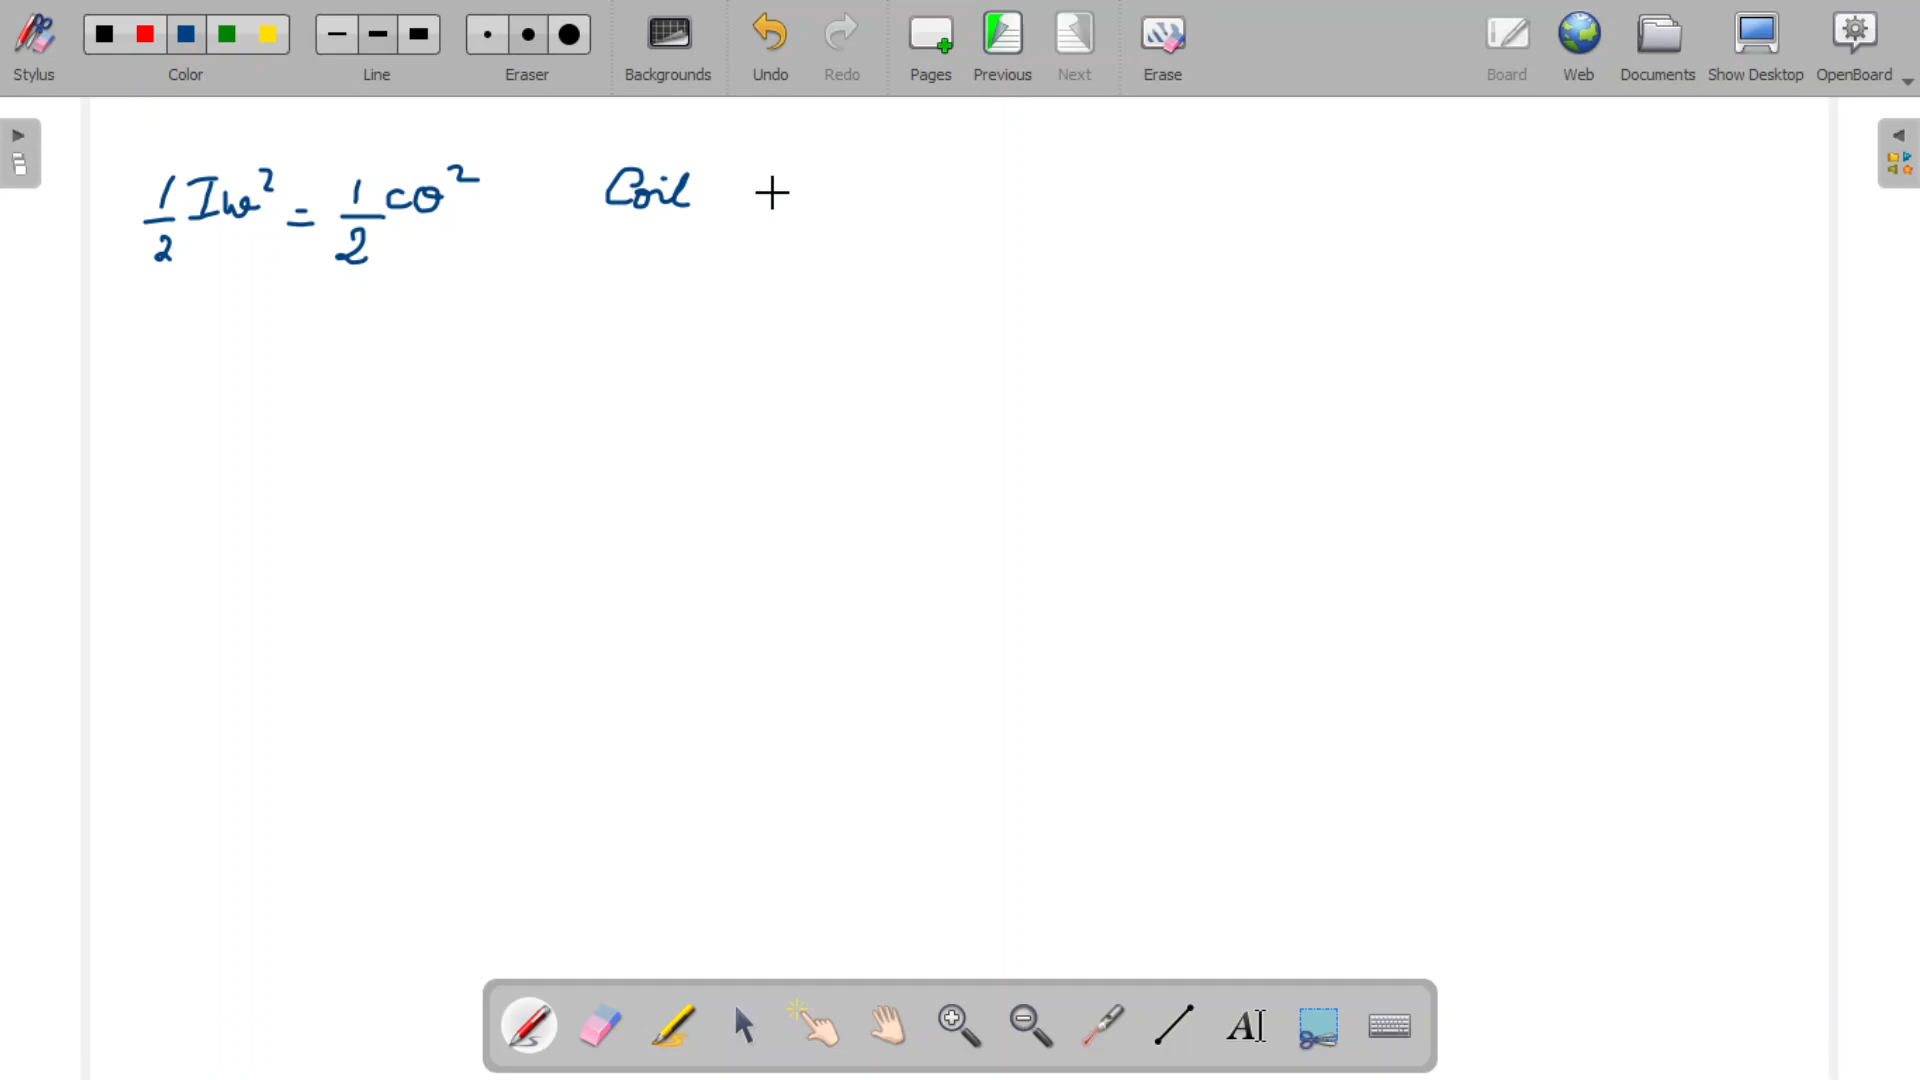 Stylus Color Line Eraser Backgrounds Undo Redo Pages Previous Next Erase Board Web Documents Show Desktop OpenBoard
1/2 Iω² = 1/2 cθ² Coil